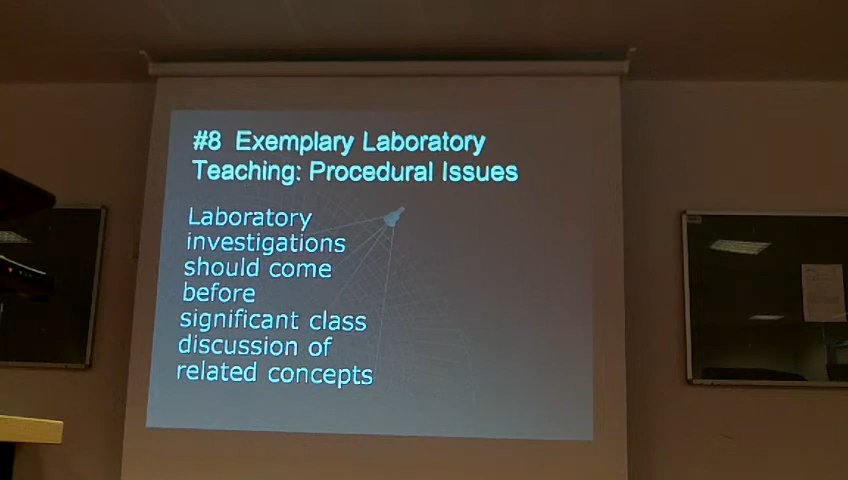 #8 Exemplary Laboratory
Teaching: Procedural Issues
Laboratory
investigations
should come
before
significant class
discussion of
related concepts